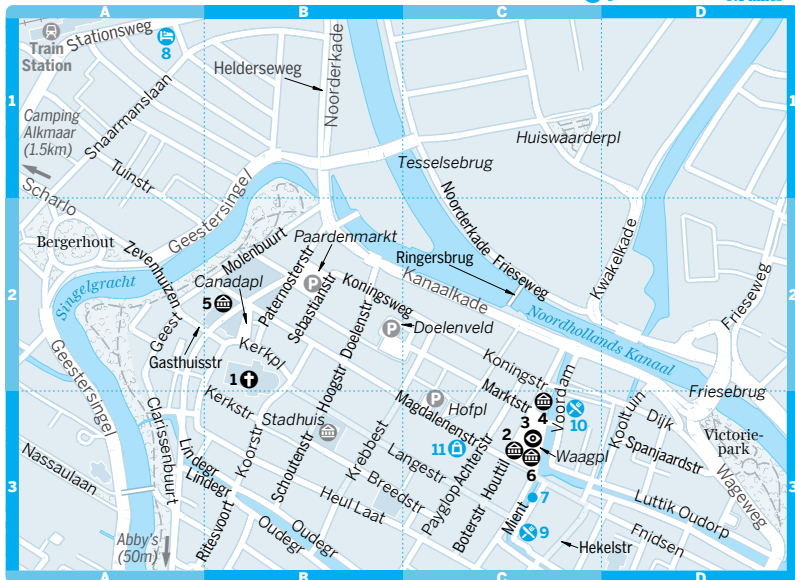 A
B
C
D
1
2
3
Train
Station
Stationsweg
8
Helderseweg
Noorderkade
Snaarmanslaan
Camping
Alkmaar
(1.5km)
Tuinstr
Scharlo
Geestersingel
Huiswaarderpl
Tesselsebrug
Noorderkade
Frieseweg
Bergerhout
Zevenhuizen
Molenbuurt
Paardenmarkt
P
Ringersbrug
Kanaalkade
Kwakelkade
Frieseweg
Singelgracht
Canadapl
5
Paternosterstr
Sebastianstr
Koningsweg
Doelenstr
P
Doelenveld
Noordhollands Kanaal
Geest
Gasthuisstr
Kerkpl
Koningstr
Geestersingel
1
Hoogstr
Marktstr
4
Voordam
10
Kooltuin
Dijk
Friesebrug
Kerkstr
Stadhuis
P
Hofpl
Magdalenenstr
3
2
Waagpl
6
Spanjaardstr
Victorie-
park
Wageweg
Clarissenbuurt
Nassaulaan
Lindegr
Lindegr
Koorstr
Schoutenstr
Krebbest
Langestr
11
Achterstr
Payglop
Houttil
Breedstr
Heul Laat
Boterstr
Mient
7
Luttik Oudorp
9
Fnidsen
Hekelstr
Ritsevoort
Oudegr
Oudegr
Abby's
(50m)
1
2
3
A
B
C
D